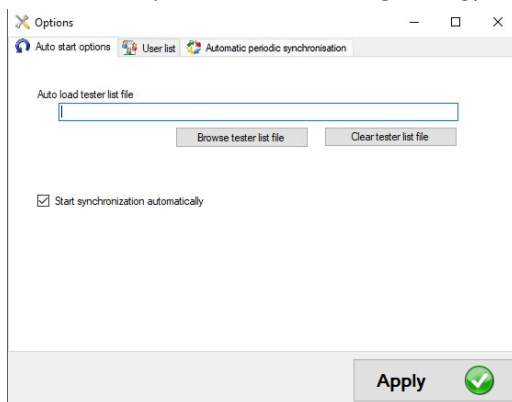 Options
Auto start options User list Automatic periodic synchronisation
Auto load tester list file
Browse tester list file Clear tester list file
Start synchronization automatically
Apply